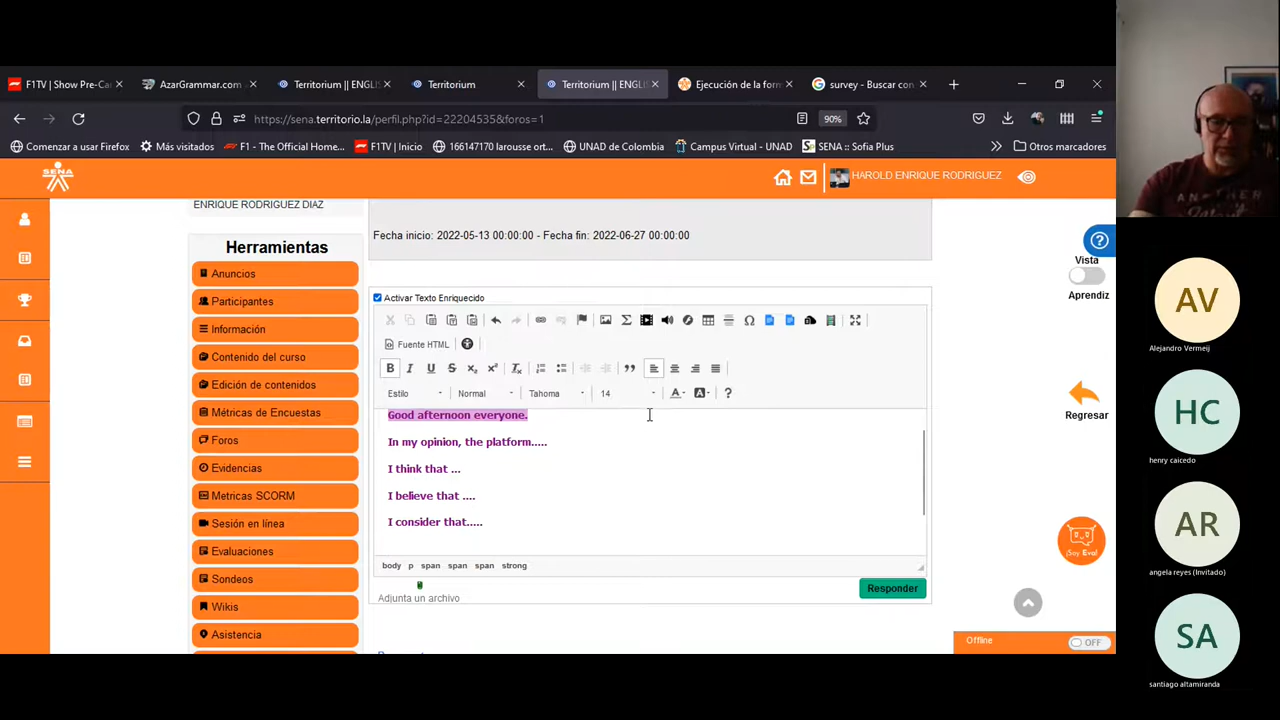 F1TV | Show Pre-Ca
AzarGrammar.com
Territorium || ENGLIS
Territorium
Territorium || ENGLIS
Ejecución de la form
survey - Buscar con
https://sena.territorio.la/perfil.php?id=22204535&foros=1
90%
Comenzar a usar Firefox
Más visitados
F1 - The Official Home...
F1TV | Inicio
166147170 larousse ort...
UNAD de Colombia
Campus Virtual - UNAD
SENA :: Sofia Plus
Otros marcadores
SENA
HAROLD ENRIQUE RODRIGUEZ
ENRIQUE RODRIGUEZ DIAZ
Herramientas
Anuncios
Participantes
Información
Contenido del curso
Edición de contenidos
Métricas de Encuestas
Foros
Evidencias
Metricas SCORM
Sesión en línea
Evaluaciones
Sondeos
Wikis
Asistencia
Fecha inicio: 2022-05-13 00:00:00 - Fecha fin: 2022-06-27 00:00:00
Activar Texto Enriquecido
Fuente HTML
Estilo
Normal
Tahoma
14
Good afternoon everyone.
In my opinion, the platform.....
I think that ...
I believe that ....
I consider that.....
body p span span span strong
Adjunta un archivo
Responder
Vista
Aprendiz
Regresar
¡Soy Eva!
Offline
OFF
AV
Alejandro Vermeij
HC
henry caicedo
AR
angela reyes (Invitado)
SA
santiago altamiranda